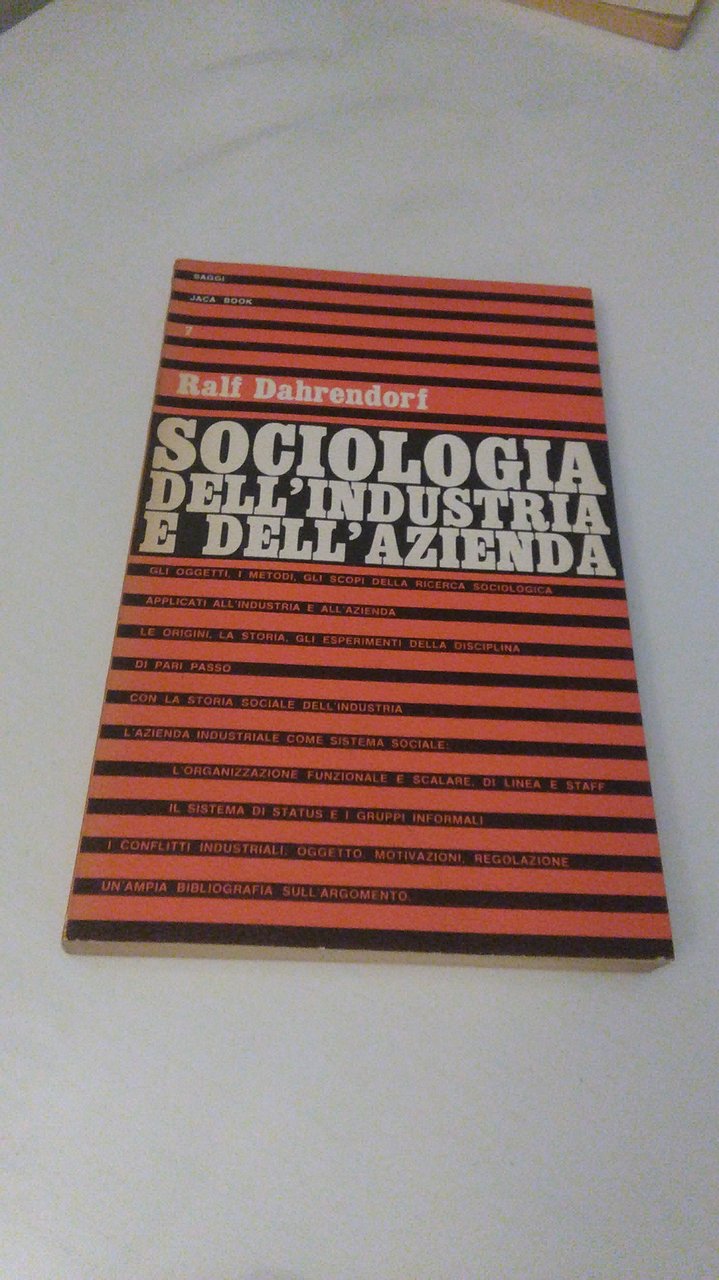 SAGGI
JACA BOOK
7
Ralf Dahrendorf
SOCIOLOGIA
DELL'INDUSTRIA
E DELL'AZIENDA
GLI OGGETTI, I METODI, GLI SCOPI DELLA RICERCA SOCIOLOGICA
APPLICATI ALL'INDUSTRIA E ALL'AZIENDA
LE ORIGINI, LA STORIA, GLI ESPERIMENTI DELLA DISCIPLINA
DI PARI PASSO
CON LA STORIA SOCIALE DELL'INDUSTRIA
L'AZIENDA INDUSTRIALE COME SISTEMA SOCIALE:
L'ORGANIZZAZIONE FUNZIONALE E SCALARE, DI LINEA E STAFF
IL SISTEMA DI STATUS E I GRUPPI INFORMALI
I CONFLITTI INDUSTRIALI, OGGETTO, MOTIVAZIONI, REGOLAZIONE
UN'AMPIA BIBLIOGRAFIA SULL'ARGOMENTO.